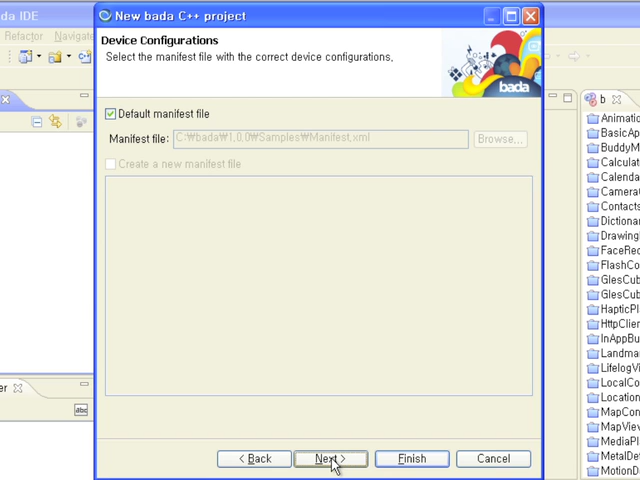 da IDE
New bada C++ project
Refactor Navigate
Device Configurations
Select the manifest file with the correct device configurations.
bada
Default manifest file
Manifest file: C:₩bada₩1.0.0₩Samples₩Manifest.xml Browse...
Create a new manifest file
b
Animatio
BasicAp
BuddyM
Calculat
Calenda
Camera
Contacts
Dictiona
Drawing
FaceRec
FlashCo
GlesCub
GlesCub
HapticPl
HttpClien
InAppBu
Landma
LifelogVi
LocalCo
Location
MapCon
MapView
MediaPl
MetalDet
MotionD
er
Abc
< Back Next > Finish Cancel